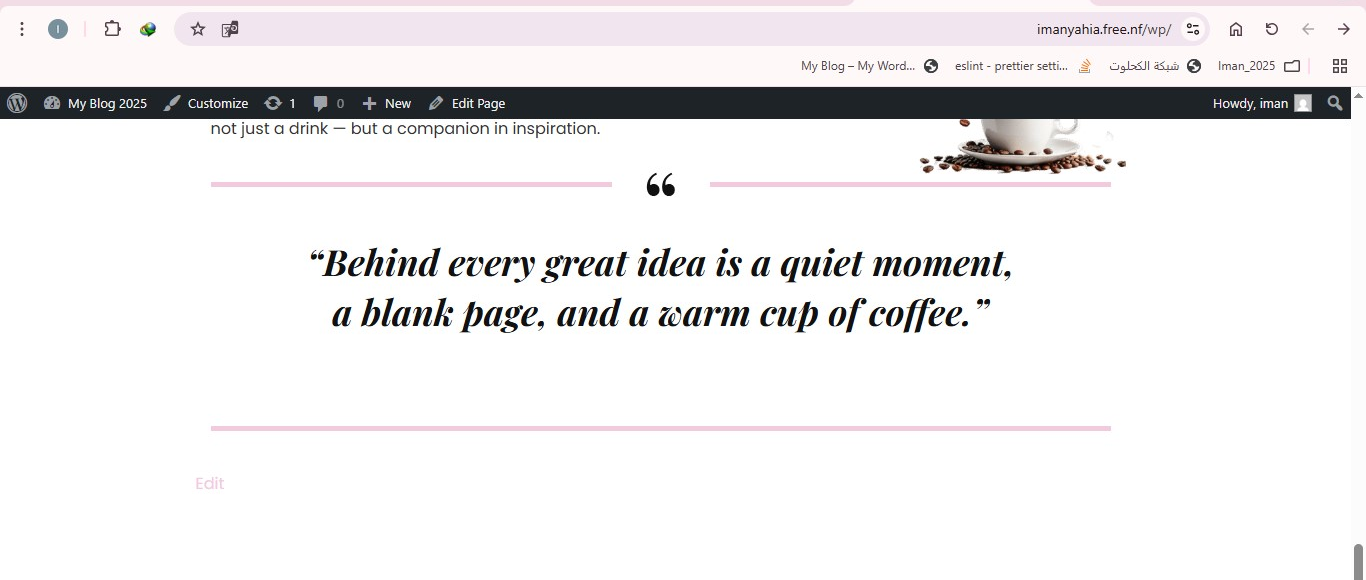 I
imanyahia.free.nf/wp/
My Blog – My Word...
eslint - prettier setti...
شبكة الكحلوت
Iman_2025
My Blog 2025
Customize
1
0
New
Edit Page
Howdy, iman
not just a drink — but a companion in inspiration.
“
“Behind every great idea is a quiet moment,
a blank page, and a warm cup of coffee.”
Edit